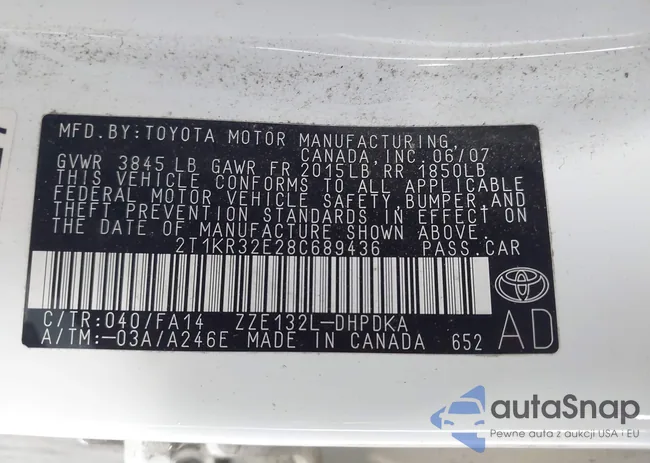 MFD. BY: TOYOTA MOTOR MANUFACTURING,
CANADA, INC. 06/07
GVWR 3845 LB GAWR FR 2015LB RR 1850LB
THIS VEHICLE CONFORMS TO ALL APPLICABLE
FEDERAL MOTOR VEHICLE SAFETY, BUMPER, AND
THEFT PREVENTION STANDARDS IN EFFECT
THE DATE OF MANUFACTURE SHOWN ABOVE.
2T1KR32E28C689436 PASS. CAR
C/TR: 040/FA14 ZZE132L-DHPDKA
A/TM: -03A/A246E MADE IN CANADA 652
AD
autaSnap
Pewne auta z aukcji USA i EU